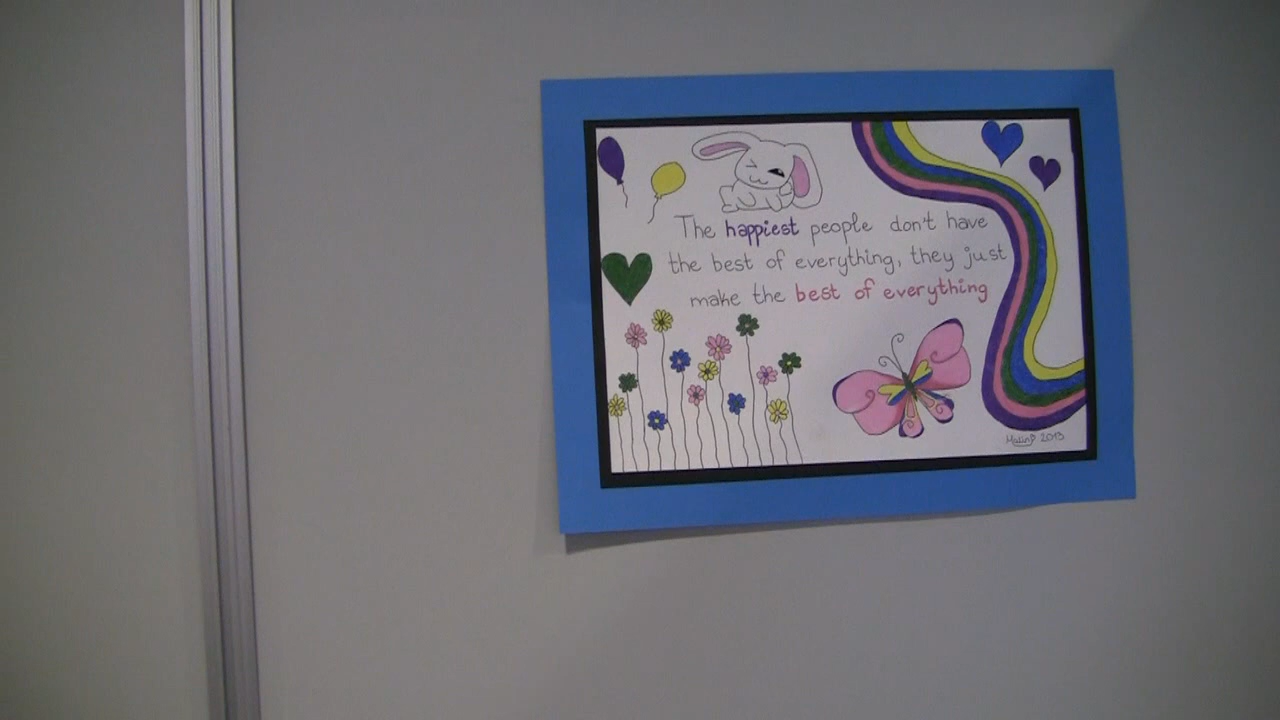 The happiest people don't have
the best of everything, they just
make the best of everything
2013